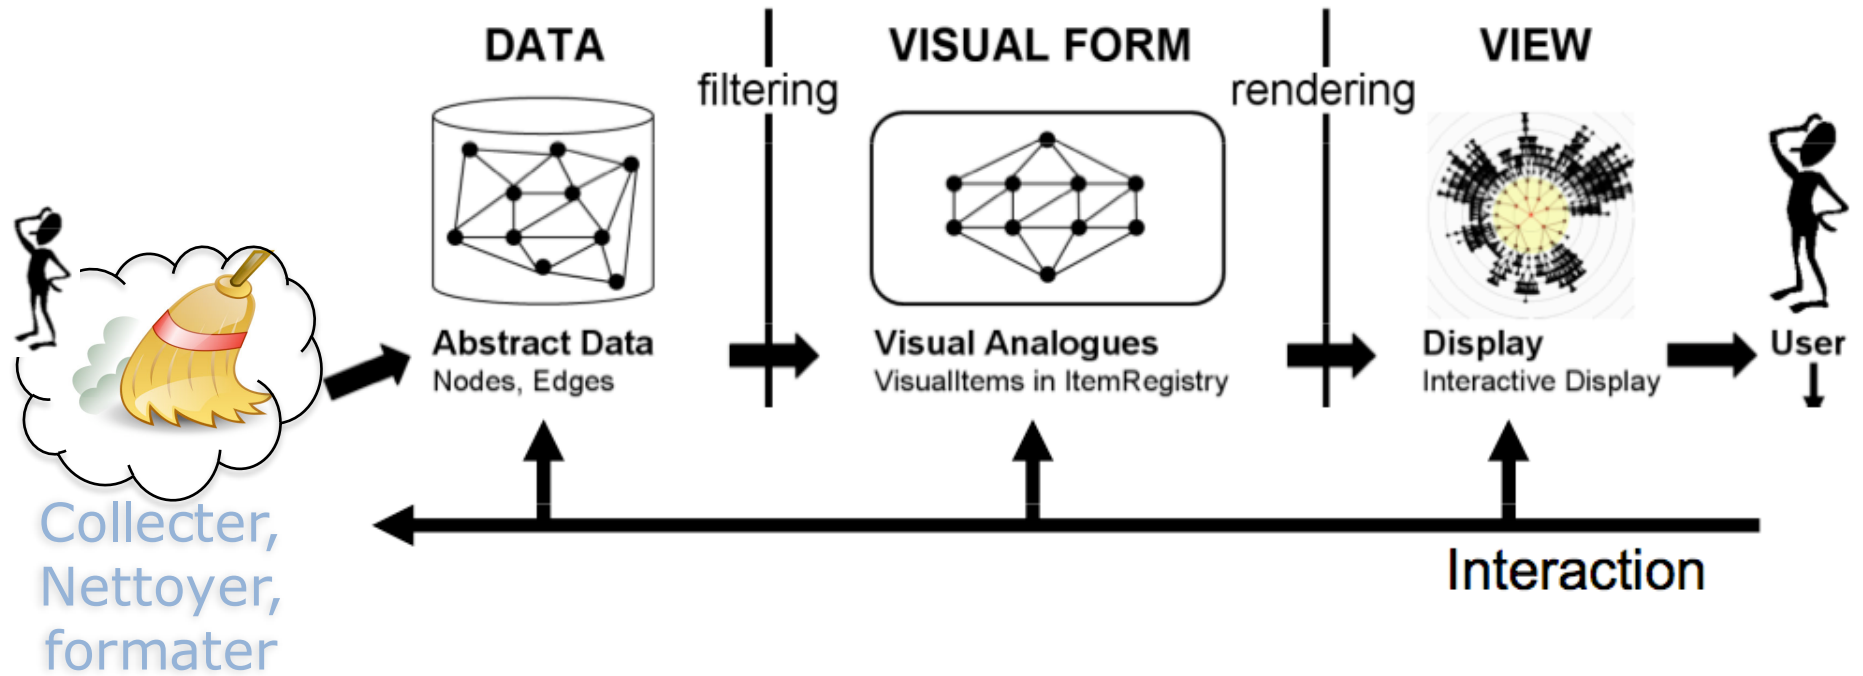 DATA
filtering
VISUAL FORM
rendering
VIEW
Abstract Data
Nodes, Edges
Visual Analogues
VisualItems in ItemRegistry
Display
Interactive Display
User
Interaction
Collecter,
Nettoyer,
formater